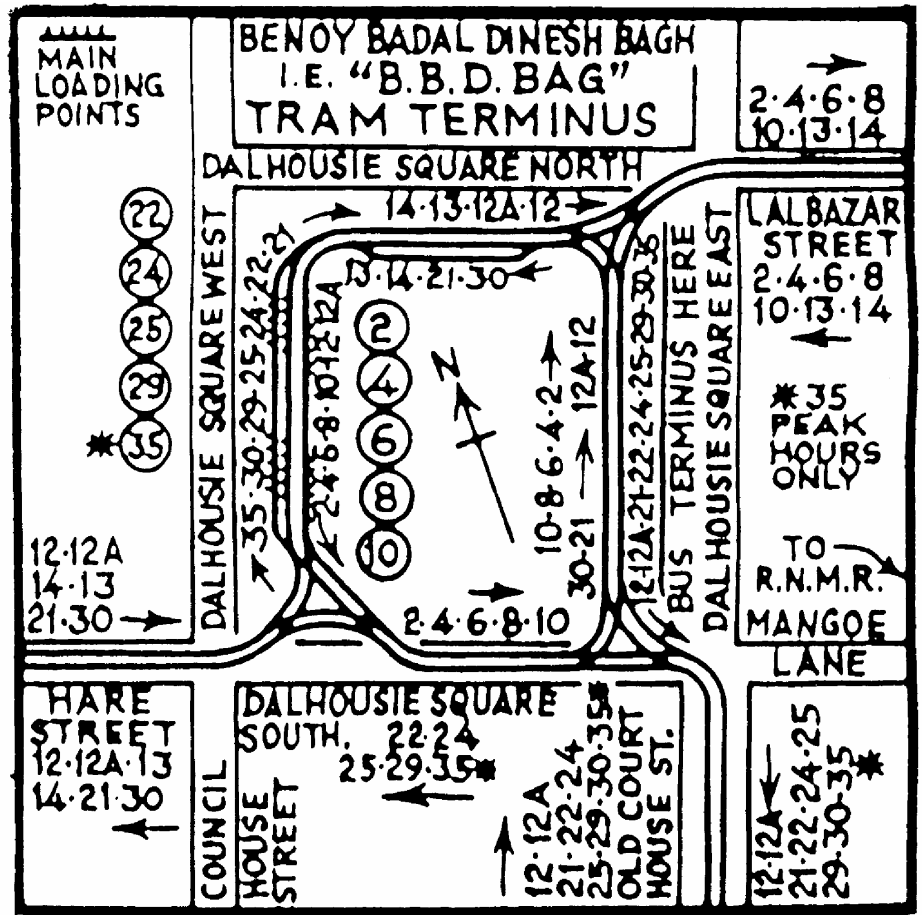 MAIN
LOADING
POINTS
BENOY BADAL DINESH BAGH
I.E. "B.B.D. BAG"
TRAM TERMINUS
2·4·6·8
10·13·14
DALHOUSIE SQUARE NORTH
14·13·12A·12
13·14·21·30
22
24
25
29
35
DALHOUSIE SQUARE WEST
35·30·29·25·24·22·21
2·4·6·8·10·12·12A
2
4
6
8
10
N
10·8·6·4·2
30·21
12A·12
2·12A·21·22·24·25·29·30·35
BUS TERMINUS HERE
DALHOUSIE SQUARE EAST
LALBAZAR
STREET
2·4·6·8
10·13·14
*35
PEAK
HOURS
ONLY
TO
R.N.M.R.
MANGOE
LANE
12·12A
14·13
21·30
2·4·6·8·10
HARE
STREET
12·12A·13
14·21·30
COUNCIL
HOUSE
STREET
DALHOUSIE SQUARE
SOUTH. 22·24
25·29·35*
12·12A
21·22·24
25·29·30·35*
OLD COURT
HOUSE ST.
12·12A
21·22·24·25
29·30·35*